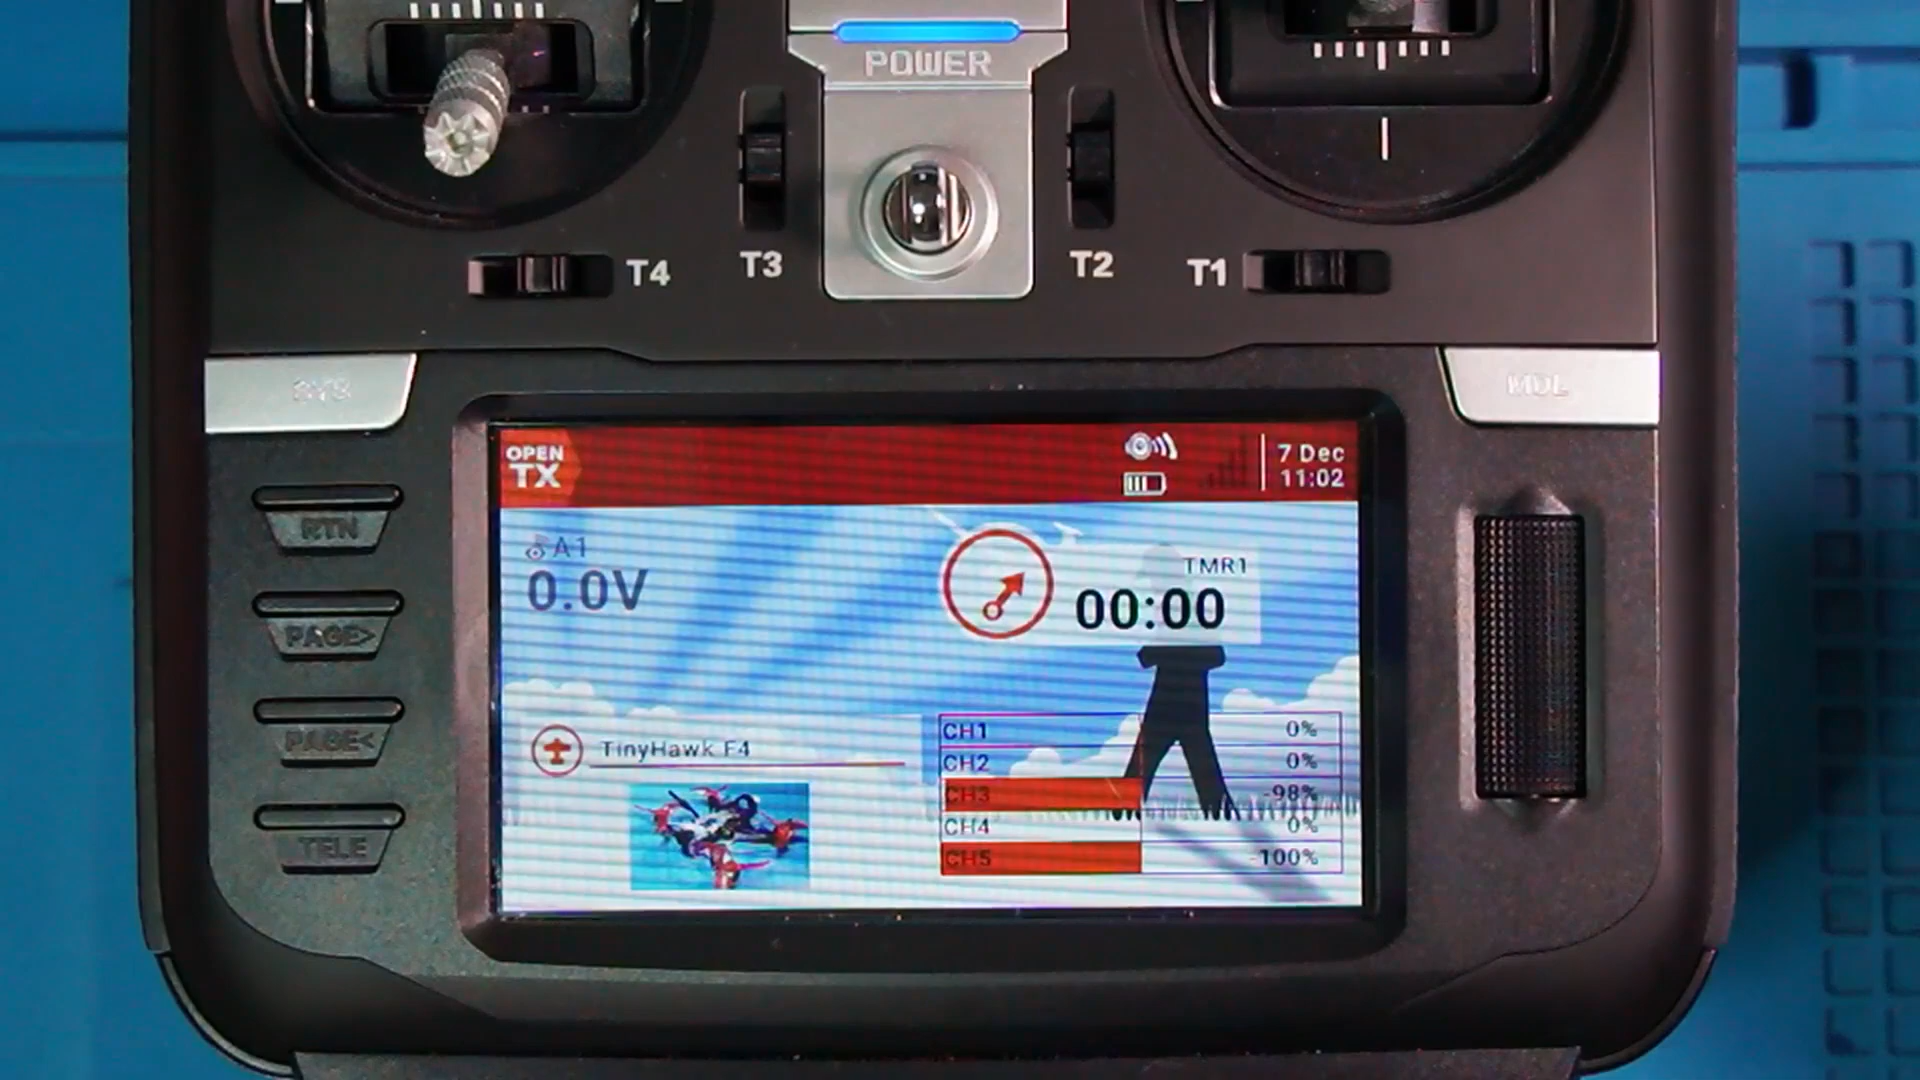 POWER
T4
T3
T2
T1
SYS
MDL
OPEN
TX
7 Dec
11:02
RTN
A1
0.0V
TMR1
00:00
PAGE>
PAGE<
TinyHawk F4
CH1 0%
CH2 0%
CH3 -98%
CH4 0%
CH5 -100%
TELE